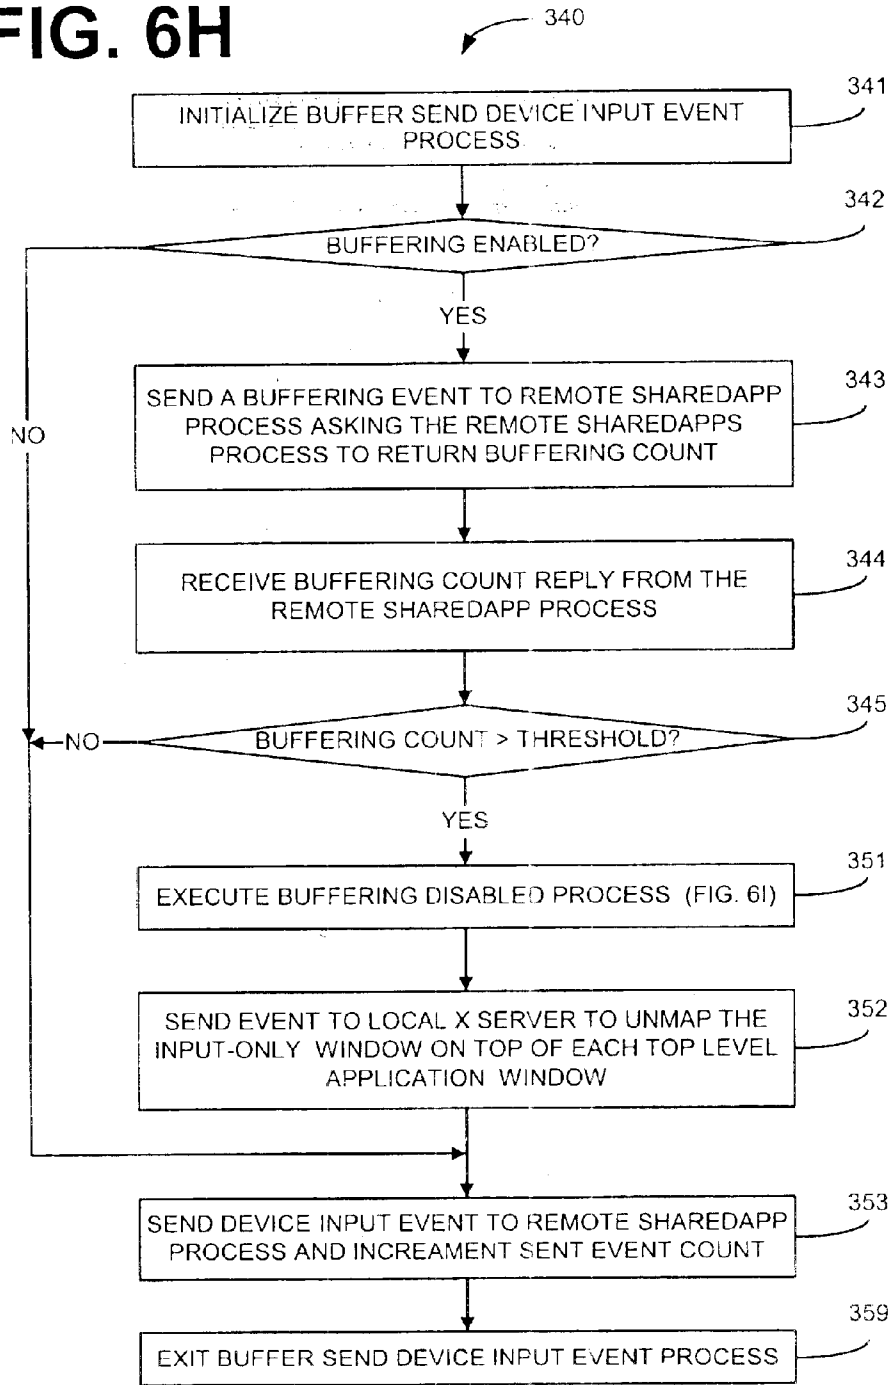 FIG. 6H
340
341
INITIALIZE BUFFER SEND DEVICE INPUT EVENT
PROCESS
342
BUFFERING ENABLED?
YES
NO
343
SEND A BUFFERING EVENT TO REMOTE SHAREDAPP
PROCESS ASKING THE REMOTE SHAREDAPPS
PROCESS TO RETURN BUFFERING COUNT
344
RECEIVE BUFFERING COUNT REPLY FROM THE
REMOTE SHAREDAPP PROCESS
345
NO
BUFFERING COUNT > THRESHOLD?
YES
351
EXECUTE BUFFERING DISABLED PROCESS (FIG. 6I)
352
SEND EVENT TO LOCAL X SERVER TO UNMAP THE
INPUT-ONLY WINDOW ON TOP OF EACH TOP LEVEL
APPLICATION WINDOW
353
SEND DEVICE INPUT EVENT TO REMOTE SHAREDAPP
PROCESS AND INCREAMENT SENT EVENT COUNT
359
EXIT BUFFER SEND DEVICE INPUT EVENT PROCESS